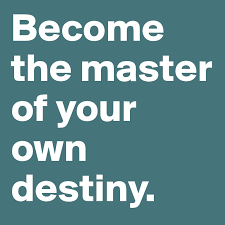 Become
the master
of your
own
destiny.